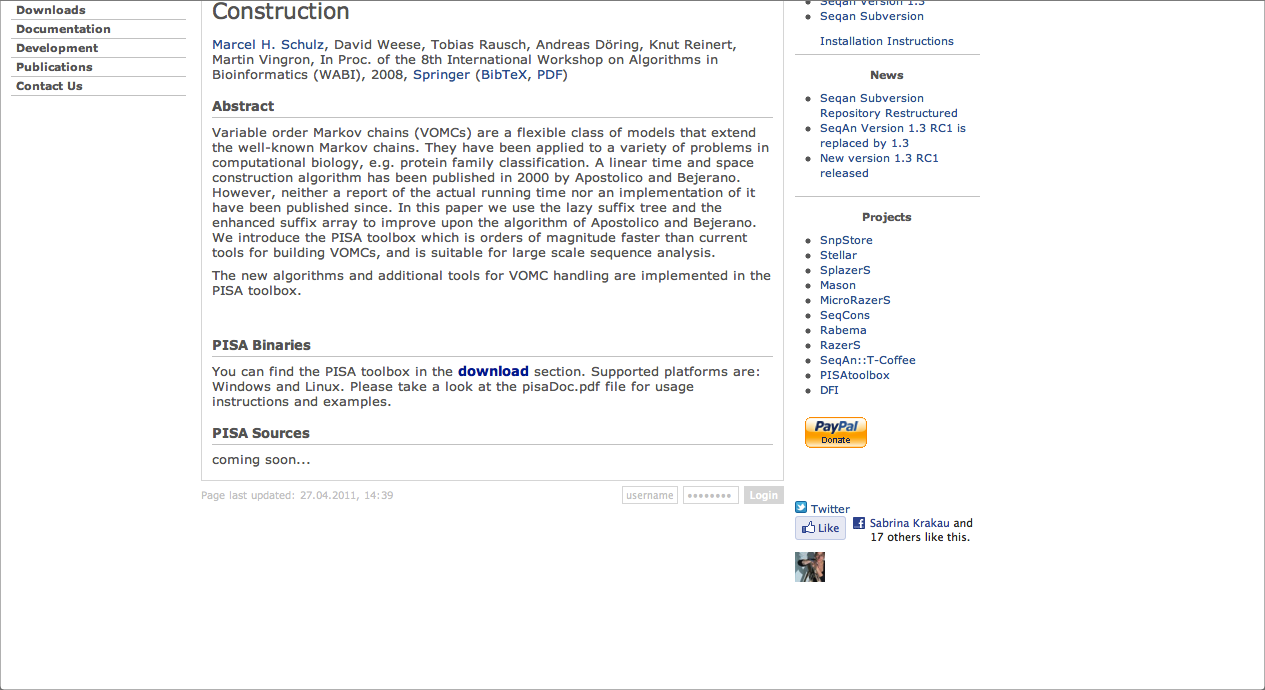 Downloads
Documentation
Development
Publications
Contact Us
Construction
Marcel H. Schulz, David Weese, Tobias Rausch, Andreas Döring, Knut Reinert,
Martin Vingron, In Proc. of the 8th International Workshop on Algorithms in
Bioinformatics (WABI), 2008, Springer (BibTeX, PDF)
Abstract
Variable order Markov chains (VOMCs) are a flexible class of models that extend
the well-known Markov chains. They have been applied to a variety of problems in
computational biology, e.g. protein family classification. A linear time and space
construction algorithm has been published in 2000 by Apostolico and Bejerano.
However, neither a report of the actual running time nor an implementation of it
have been published since. In this paper we use the lazy suffix tree and the
enhanced suffix array to improve upon the algorithm of Apostolico and Bejerano.
We introduce the PISA toolbox which is orders of magnitude faster than current
tools for building VOMCs, and is suitable for large scale sequence analysis.
The new algorithms and additional tools for VOMC handling are implemented in the
PISA toolbox.
PISA Binaries
You can find the PISA toolbox in the download section. Supported platforms are:
Windows and Linux. Please take a look at the pisaDoc.pdf file for usage
instructions and examples.
PISA Sources
coming soon...
Page last updated: 27.04.2011, 14:39
username
••••••••
Login
Seqan Version 1.3
Seqan Subversion
Installation Instructions
News
Seqan Subversion
Repository Restructured
SeqAn Version 1.3 RC1 is
replaced by 1.3
New version 1.3 RC1
released
Projects
SnpStore
Stellar
SplazerS
Mason
MicroRazerS
SeqCons
Rabema
RazerS
SeqAn::T-Coffee
PISAtoolbox
DFI
PayPal
Donate
Twitter
Like
Sabrina Krakau and
17 others like this.